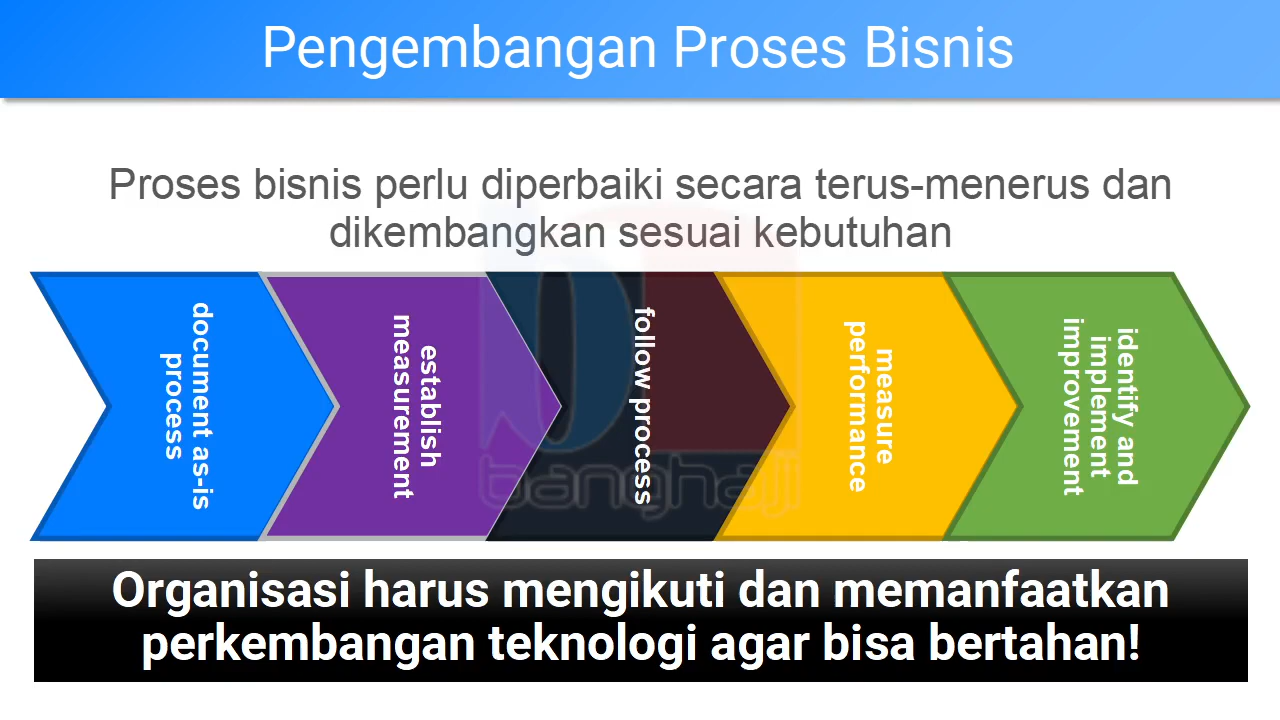 Pengembangan Proses Bisnis
Proses bisnis perlu diperbaiki secara terus-menerus dan
dikembangkan sesuai kebutuhan
document as-is
process
establish
measurement
follow process
measure
performance
identify and
implement
improvement
banghaji
Organisasi harus mengikuti dan memanfaatkan
perkembangan teknologi agar bisa bertahan!